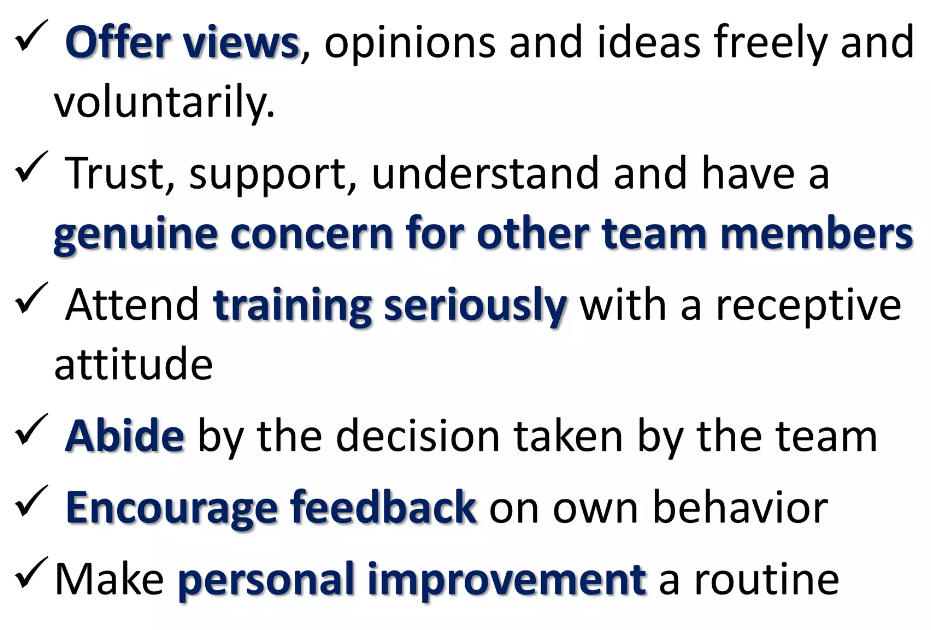 ✓ Offer views, opinions and ideas freely and
voluntarily.
✓ Trust, support, understand and have a
genuine concern for other team members
✓ Attend training seriously with a receptive
attitude
✓ Abide by the decision taken by the team
✓ Encourage feedback on own behavior
✓ Make personal improvement a routine